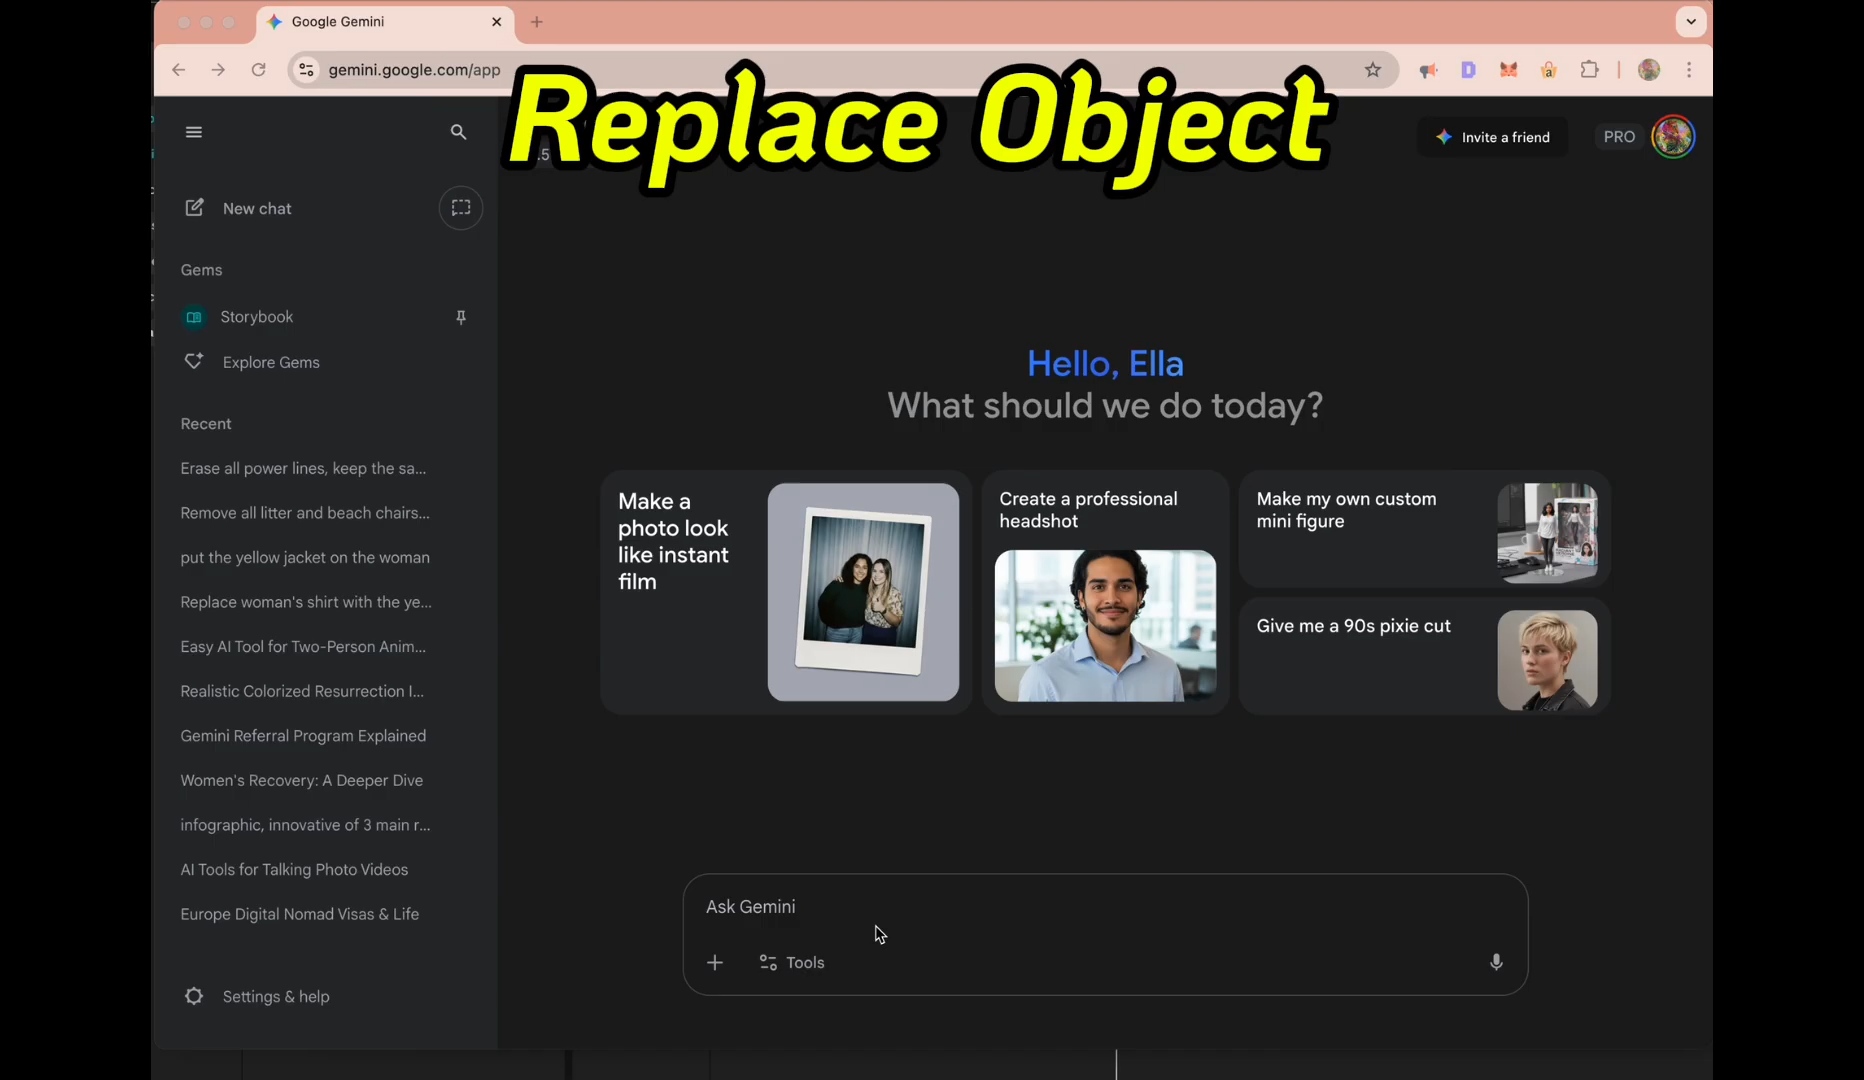 Google Gemini
gemini.google.com/app
Replace Object
.5
Invite a friend
PRO
New chat
Gems
Storybook
Explore Gems
Recent
Erase all power lines, keep the sa...
Remove all litter and beach chairs...
put the yellow jacket on the woman
Replace woman's shirt with the ye...
Easy AI Tool for Two-Person Anim...
Realistic Colorized Resurrection I...
Gemini Referral Program Explained
Women's Recovery: A Deeper Dive
infographic, innovative of 3 main r...
AI Tools for Talking Photo Videos
Europe Digital Nomad Visas & Life
Settings & help
Hello, Ella
What should we do today?
Make a
photo look
like instant
film
Create a professional
headshot
Make my own custom
mini figure
Give me a 90s pixie cut
Ask Gemini
Tools